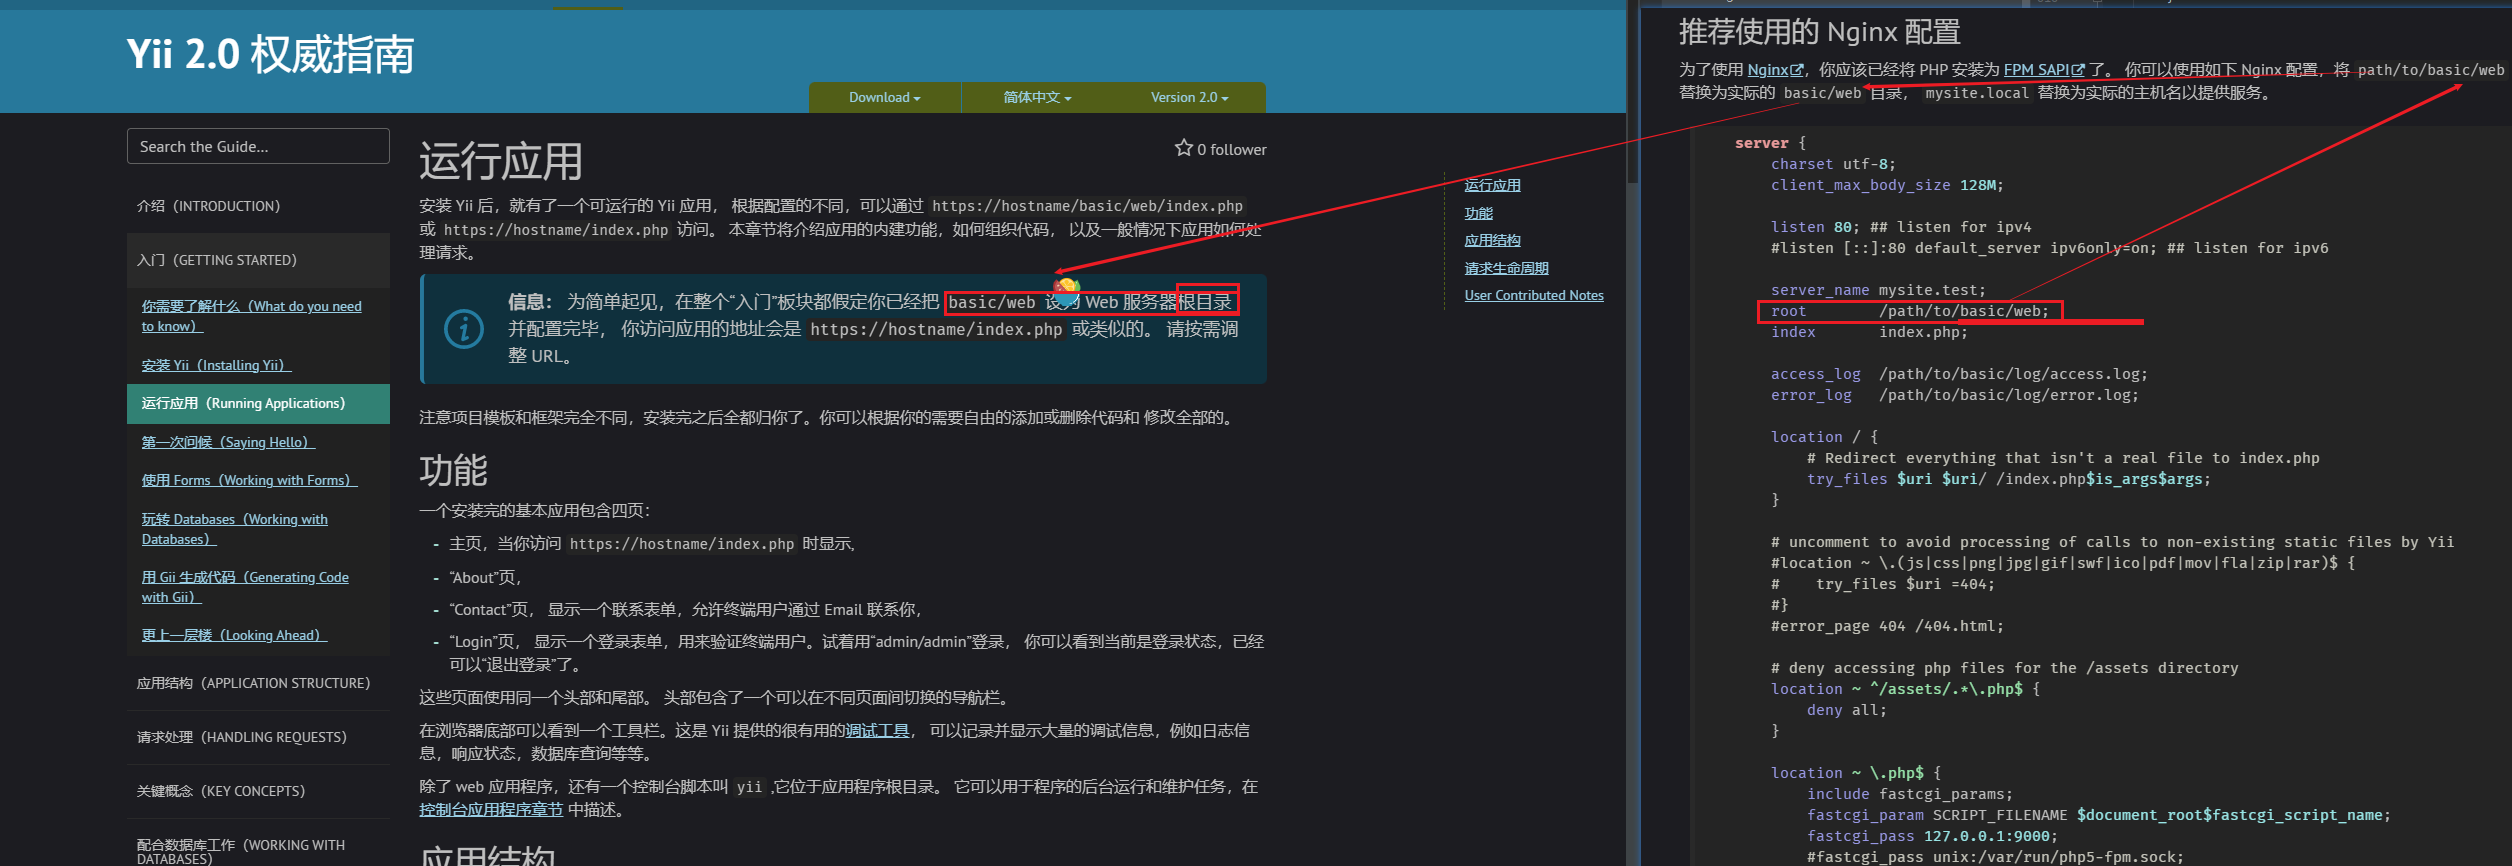 Yii 2.0 权威指南
Download
简体中文
Version 2.0
Search the Guide...
介绍（INTRODUCTION）
入门（GETTING STARTED）
你需要了解什么（What do you need
to know）
安装 Yii（Installing Yii）
运行应用（Running Applications）
第一次问候（Saying Hello）
使用 Forms（Working with Forms）
玩转 Databases（Working with
Databases）
用 Gii 生成代码（Generating Code
with Gii）
更上一层楼（Looking Ahead）
应用结构（APPLICATION STRUCTURE）
请求处理（HANDLING REQUESTS）
关键概念（KEY CONCEPTS）
配合数据库工作（WORKING WITH
DATABASES）
运行应用
0 follower
安装 Yii 后，就有了一个可运行的 Yii 应用， 根据配置的不同，可以通过 https://hostname/basic/web/index.php
或 https://hostname/index.php 访问。 本章节将介绍应用的内建功能，如何组织代码， 以及一般情况下应用如何处
理请求。
信息： 为简单起见，在整个“入门”板块都假定你已经把 basic/web 设为 Web 服务器根目录
并配置完毕， 你访问应用的地址会是 https://hostname/index.php 或类似的。 请按需调
整 URL。
注意项目模板和框架完全不同，安装完之后全都归你了。你可以根据你的需要自由的添加或删除代码和 修改全部的。
功能
一个安装完的基本应用包含四页：
- 主页，当你访问 https://hostname/index.php 时显示,
- “About”页，
- “Contact”页， 显示一个联系表单，允许终端用户通过 Email 联系你，
- “Login”页， 显示一个登录表单，用来验证终端用户。试着用“admin/admin”登录， 你可以看到当前是登录状态，已经
可以“退出登录”了。
这些页面使用同一个头部和尾部。 头部包含了一个可以在不同页面间切换的导航栏。
在浏览器底部可以看到一个工具栏。这是 Yii 提供的很有用的调试工具， 可以记录并显示大量的调试信息，例如日志信
息，响应状态，数据库查询等等。
除了 web 应用程序，还有一个控制台脚本叫 yii ,它位于应用程序根目录。 它可以用于程序的后台运行和维护任务，在
控制台应用程序章节 中描述。
应用结构
运行应用
功能
应用结构
请求生命周期
User Contributed Notes
推荐使用的 Nginx 配置
为了使用 Nginx，你应该已经将 PHP 安装为 FPM SAPI 了。 你可以使用如下 Nginx 配置，将 path/to/basic/web
替换为实际的 basic/web 目录， mysite.local 替换为实际的主机名以提供服务。
server {
charset utf-8;
client_max_body_size 128M;
listen 80; ## listen for ipv4
#listen [::]:80 default_server ipv6only=on; ## listen for ipv6
server_name mysite.test;
root        /path/to/basic/web;
index       index.php;
access_log  /path/to/basic/log/access.log;
error_log   /path/to/basic/log/error.log;
location / {
# Redirect everything that isn't a real file to index.php
try_files $uri $uri/ /index.php$is_args$args;
}
# uncomment to avoid processing of calls to non-existing static files by Yii
#location ~ \.(js|css|png|jpg|gif|swf|ico|pdf|mov|fla|zip|rar)$ {
#    try_files $uri =404;
#}
#error_page 404 /404.html;
# deny accessing php files for the /assets directory
location ~ ^/assets/.*\.php$ {
deny all;
}
location ~ \.php$ {
include fastcgi_params;
fastcgi_param SCRIPT_FILENAME $document_root$fastcgi_script_name;
fastcgi_pass 127.0.0.1:9000;
#fastcgi_pass unix:/var/run/php5-fpm.sock;